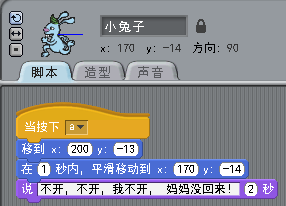 小兔子
x: 170 y: -14 方向: 90
脚本 造型 声音
当按下 a
移到 x: 200 y: -13
在 1 秒内，平滑移动到 x: 170 y: -14
说 不开，不开，我不开， 妈妈没回来！ 2 秒